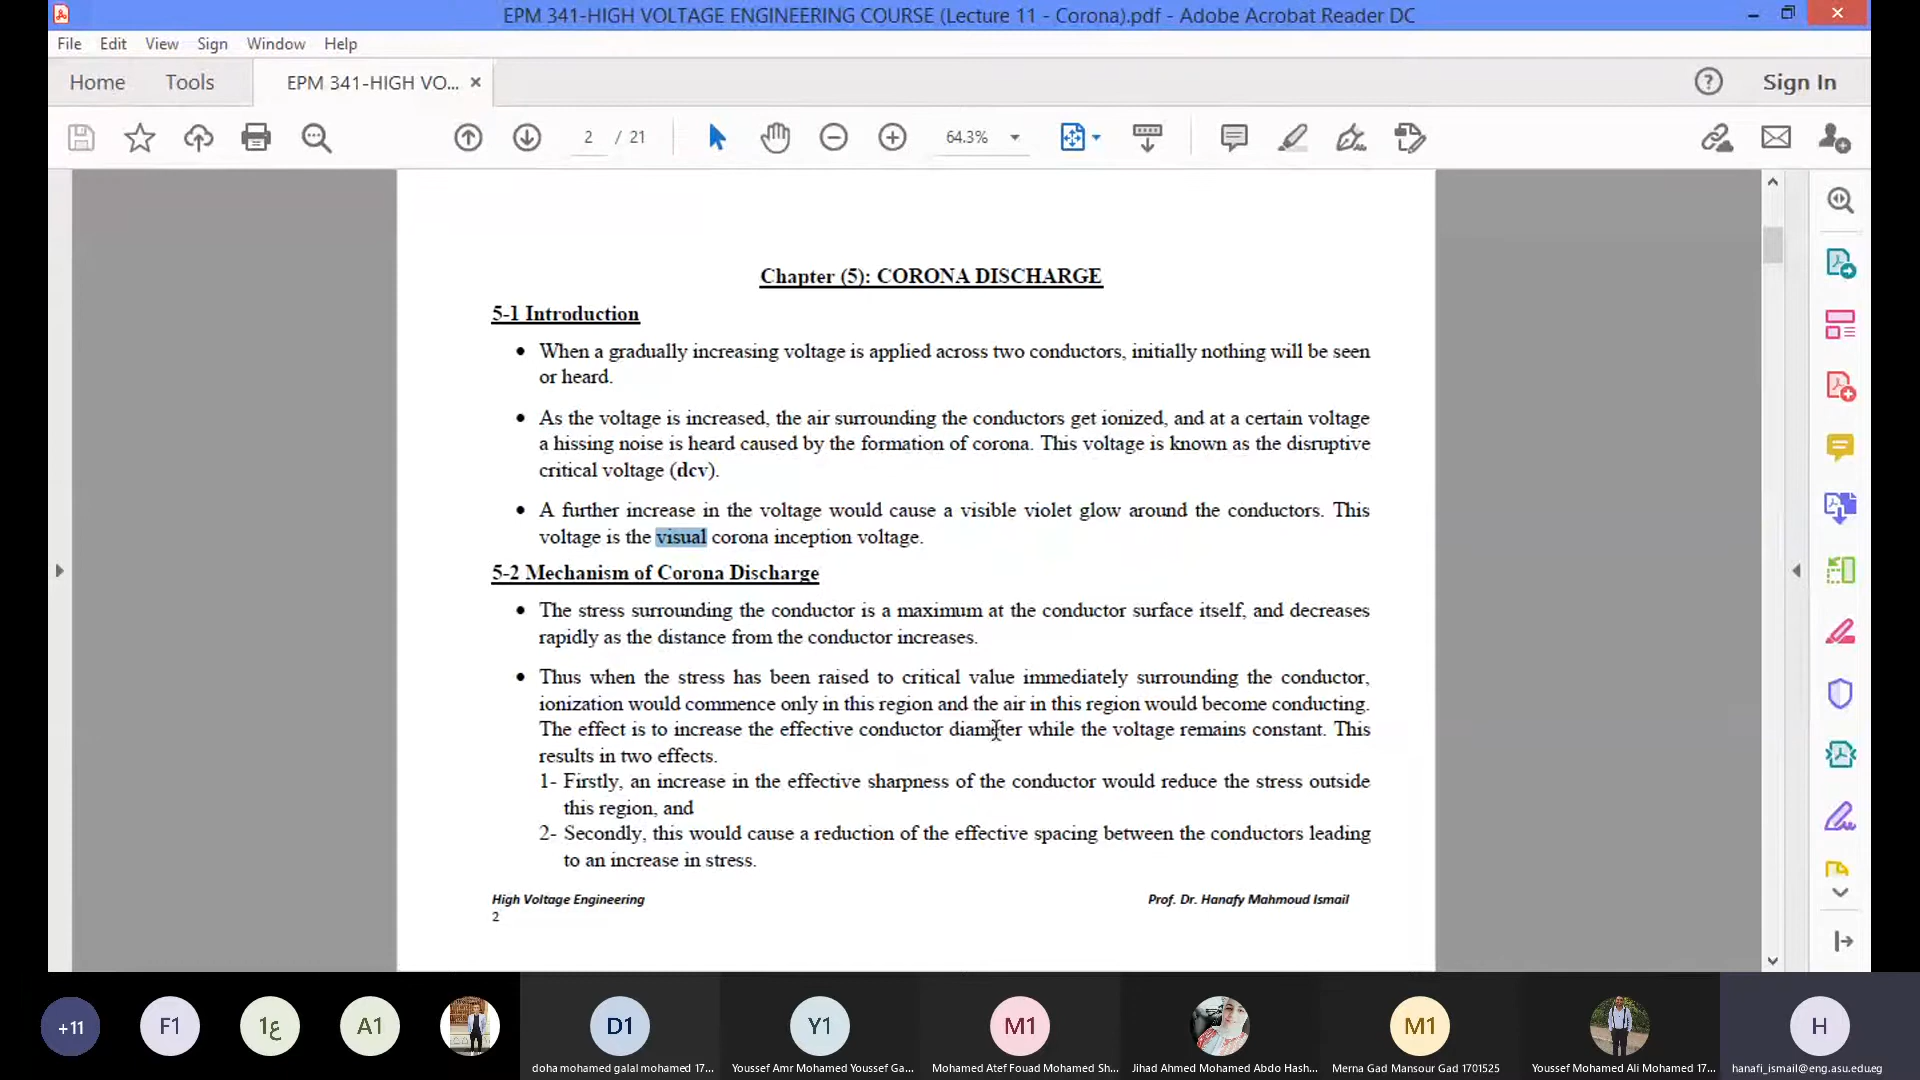 EPM 341-HIGH VOLTAGE ENGINEERING COURSE (Lecture 11 - Corona).pdf - Adobe Acrobat Reader DC
File Edit View Sign Window Help
Home Tools EPM 341-HIGH VO... × Sign In
2 / 21 64.3%
Chapter (5): CORONA DISCHARGE
5-1 Introduction
• When a gradually increasing voltage is applied across two conductors, initially nothing will be seen
or heard.
• As the voltage is increased, the air surrounding the conductors get ionized, and at a certain voltage
a hissing noise is heard caused by the formation of corona. This voltage is known as the disruptive
critical voltage (dcv).
• A further increase in the voltage would cause a visible violet glow around the conductors. This
voltage is the visual corona inception voltage.
5-2 Mechanism of Corona Discharge
• The stress surrounding the conductor is a maximum at the conductor surface itself, and decreases
rapidly as the distance from the conductor increases.
• Thus when the stress has been raised to critical value immediately surrounding the conductor,
ionization would commence only in this region and the air in this region would become conducting.
The effect is to increase the effective conductor diameter while the voltage remains constant. This
results in two effects.
1- Firstly, an increase in the effective sharpness of the conductor would reduce the stress outside
this region, and
2- Secondly, this would cause a reduction of the effective spacing between the conductors leading
to an increase in stress.
High Voltage Engineering Prof. Dr. Hanafy Mahmoud Ismail
2
+11 F1 ع1 A1 D1 Y1 M1 M1 H
doha mohamed galal mohamed 17... Youssef Amr Mohamed Youssef Ga... Mohamed Atef Fouad Mohamed Sh... Jihad Ahmed Mohamed Abdo Hash... Merna Gad Mansour Gad 1701525 Youssef Mohamed Ali Mohamed 17... hanafi_ismail@eng.asu.edu.eg